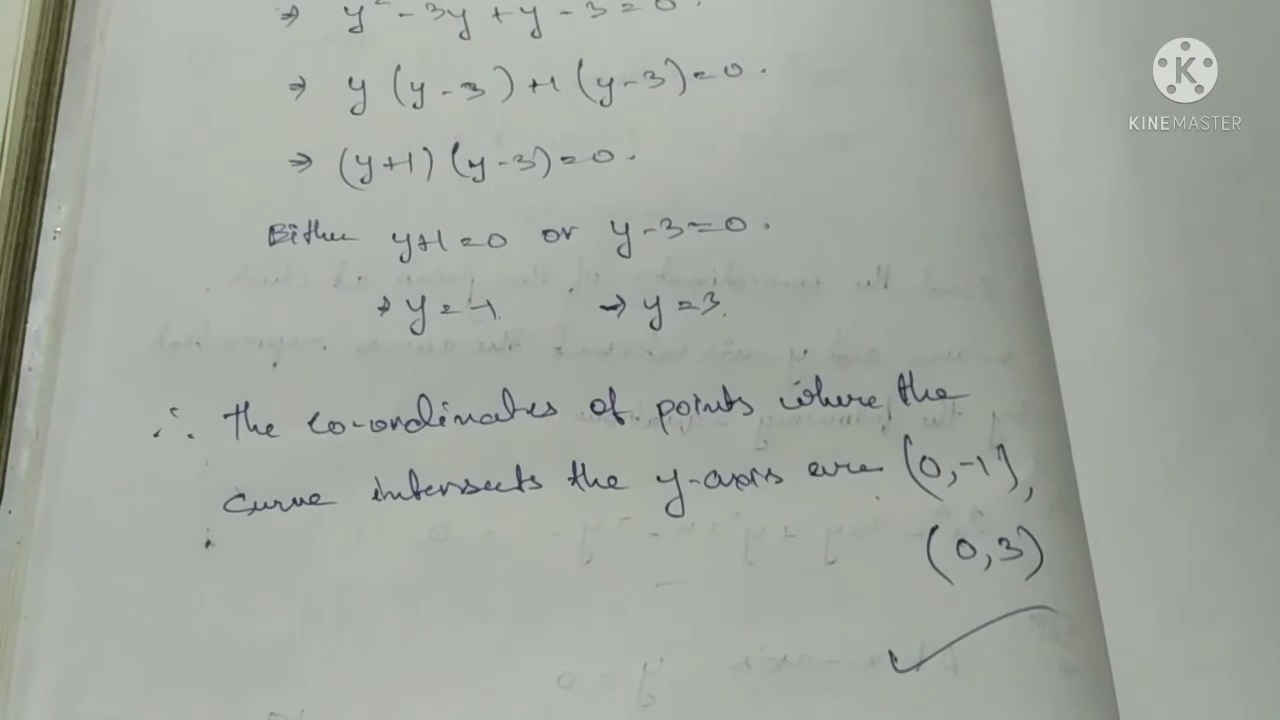 ⇒ y² - 3y + y - 3 = 0.
⇒ y (y - 3) + 1 (y - 3) = 0.
⇒ (y + 1) (y - 3) = 0.
Either y + 1 = 0 or y - 3 = 0.
⇒ y = -1. ⇒ y = 3.
∴ The co-ordinates of points where the
curve intersects the y-axis are (0, -1),
(0, 3)
K
KINEMASTER